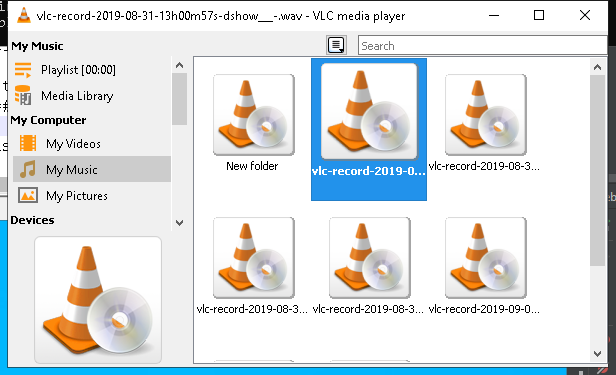 vlc-record-2019-08-31-13h00m57s-dshow___-.wav - VLC media player
My Music
Search
Playlist [00:00]
Media Library
My Computer
My Videos
My Music
My Pictures
Devices
New folder
vlc-record-2019-0...
vlc-record-2019-08-3...
vlc-record-2019-08-3...
vlc-record-2019-08-3...
vlc-record-2019-09-0...